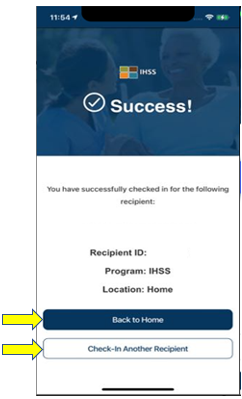 11:54
IHSS
Success!
You have successfully checked in for the following
recipient:
Recipient ID:
Program: IHSS
Location: Home
Back to Home
Check-In Another Recipient